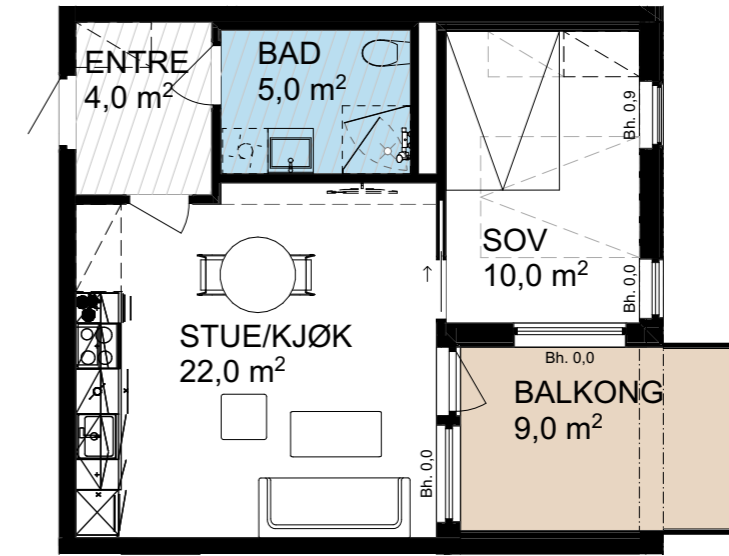 ENTRE
4,0 m²
BAD
5,0 m²
Bh. 0,9
SOV
10,0 m²
Bh. 0,0
STUE/KJØK
22,0 m²
Bh. 0,0
BALKONG
9,0 m²
Bh. 0,0